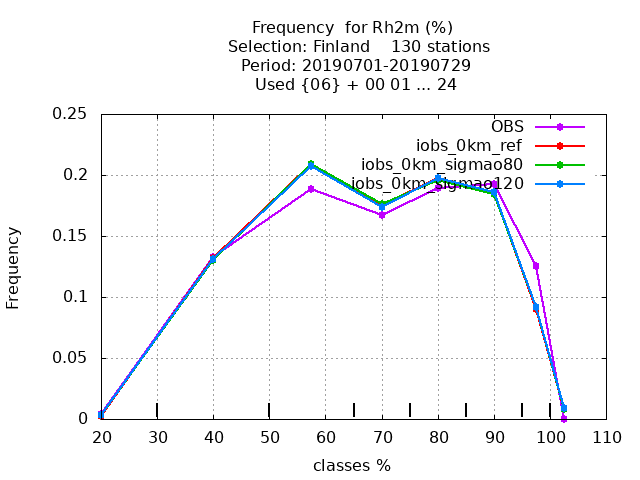 Frequency  for Rh2m (%)
Selection: Finland    130 stations
Period: 20190701-20190729
Used {06} + 00 01 ... 24
OBS
iobs_0km_ref
iobs_0km_sigmao80
iobs_0km_sigmao120
Frequency
0.25
0.2
0.15
0.1
0.05
0
20 30 40 50 60 70 80 90 100 110
classes %